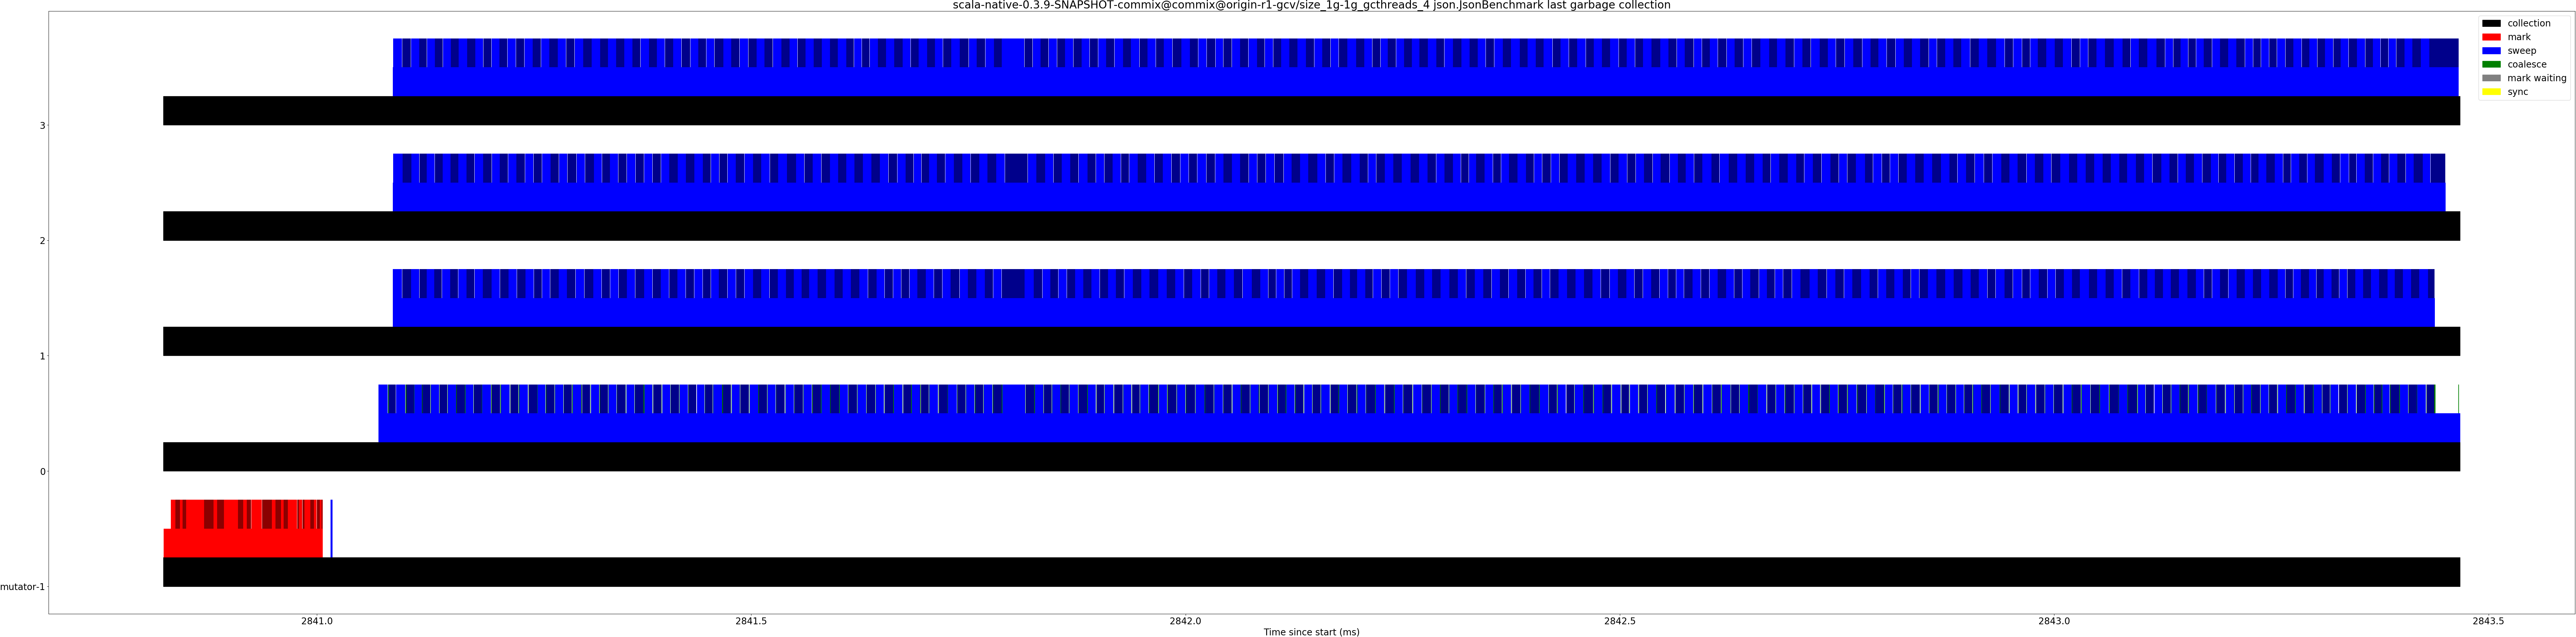 scala-native-0.3.9-SNAPSHOT-commix@commix@origin-r1-gcv/size_1g-1g_gcthreads_4 json.JsonBenchmark last garbage collection
collection
mark
sweep
coalesce
mark waiting
sync
3
2
1
0
mutator-1
2841.0 2841.5 2842.0 2842.5 2843.0 2843.5
Time since start (ms)